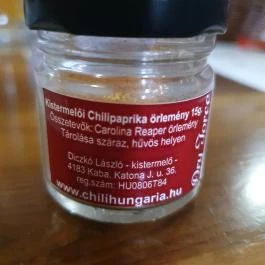 Kistermelői Chilipaprika őrlemény 15g.
Összetevők: Carolina Reaper őrlemény
Tárolása száraz, hűvös helyen
Diczkó László - kistermelő -
4183 Kaba. Katona J. u. 36.
reg.szám: HU0806T84
www.chilihungaria.hu